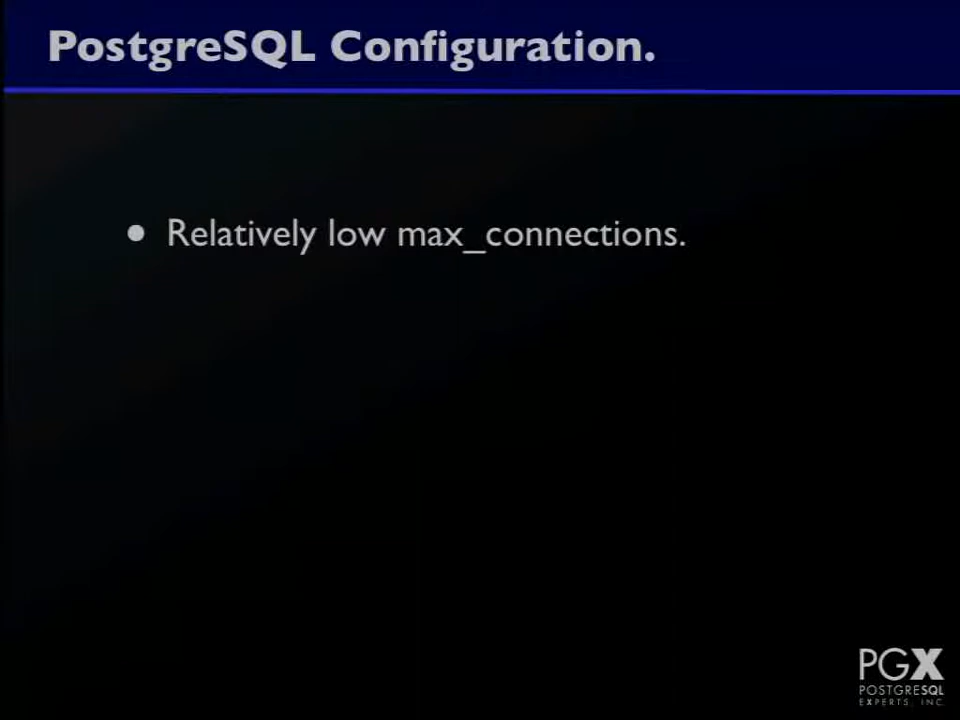 PostgreSQL Configuration.
• Relatively low max_connections.
PGX
POSTGRESQL
EXPERTS, INC.